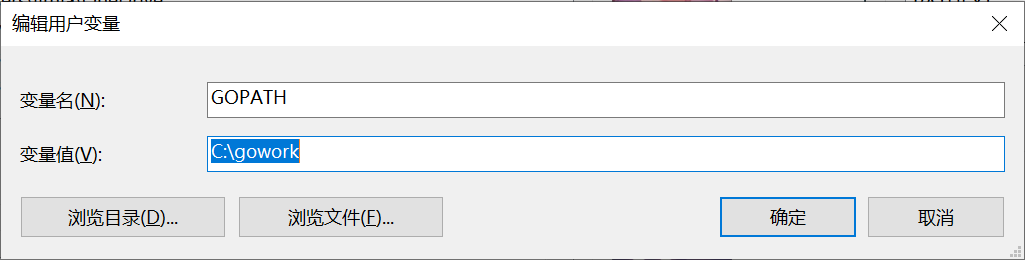 编辑用户变量
变量名(N):
GOPATH
变量值(V):
C:\gowork
浏览目录(D)...
浏览文件(F)...
确定
取消